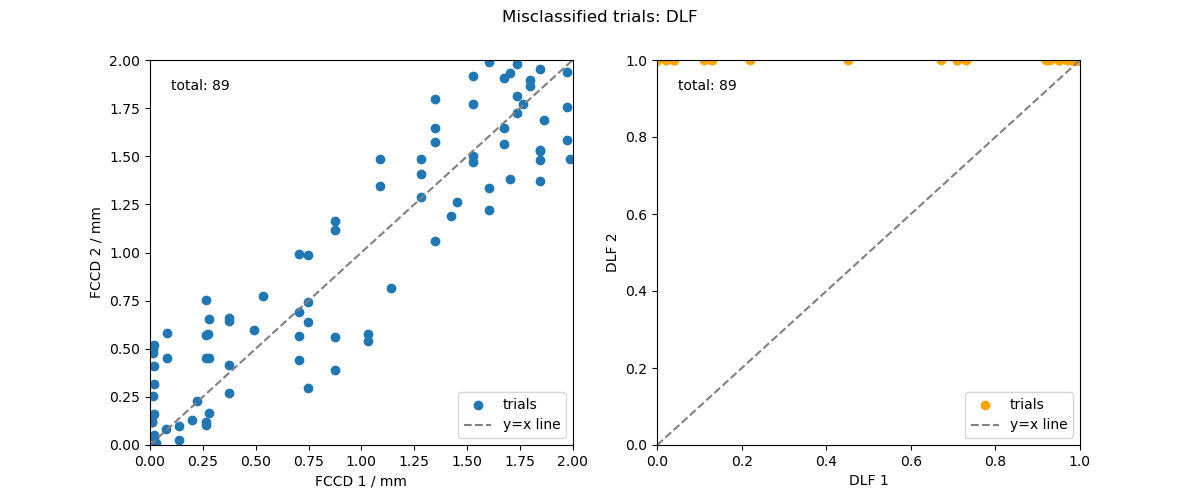 Misclassified trials: DLF
total: 89
2.00
1.75
1.50
1.25
1.00
0.75
0.50
0.25
0.00
FCCD 2 / mm
0.00 0.25 0.50 0.75 1.00 1.25 1.50 1.75 2.00
FCCD 1 / mm
trials
y=x line
total: 89
1.0
0.8
0.6
0.4
0.2
0.0
DLF 2
0.0 0.2 0.4 0.6 0.8 1.0
DLF 1
trials
y=x line